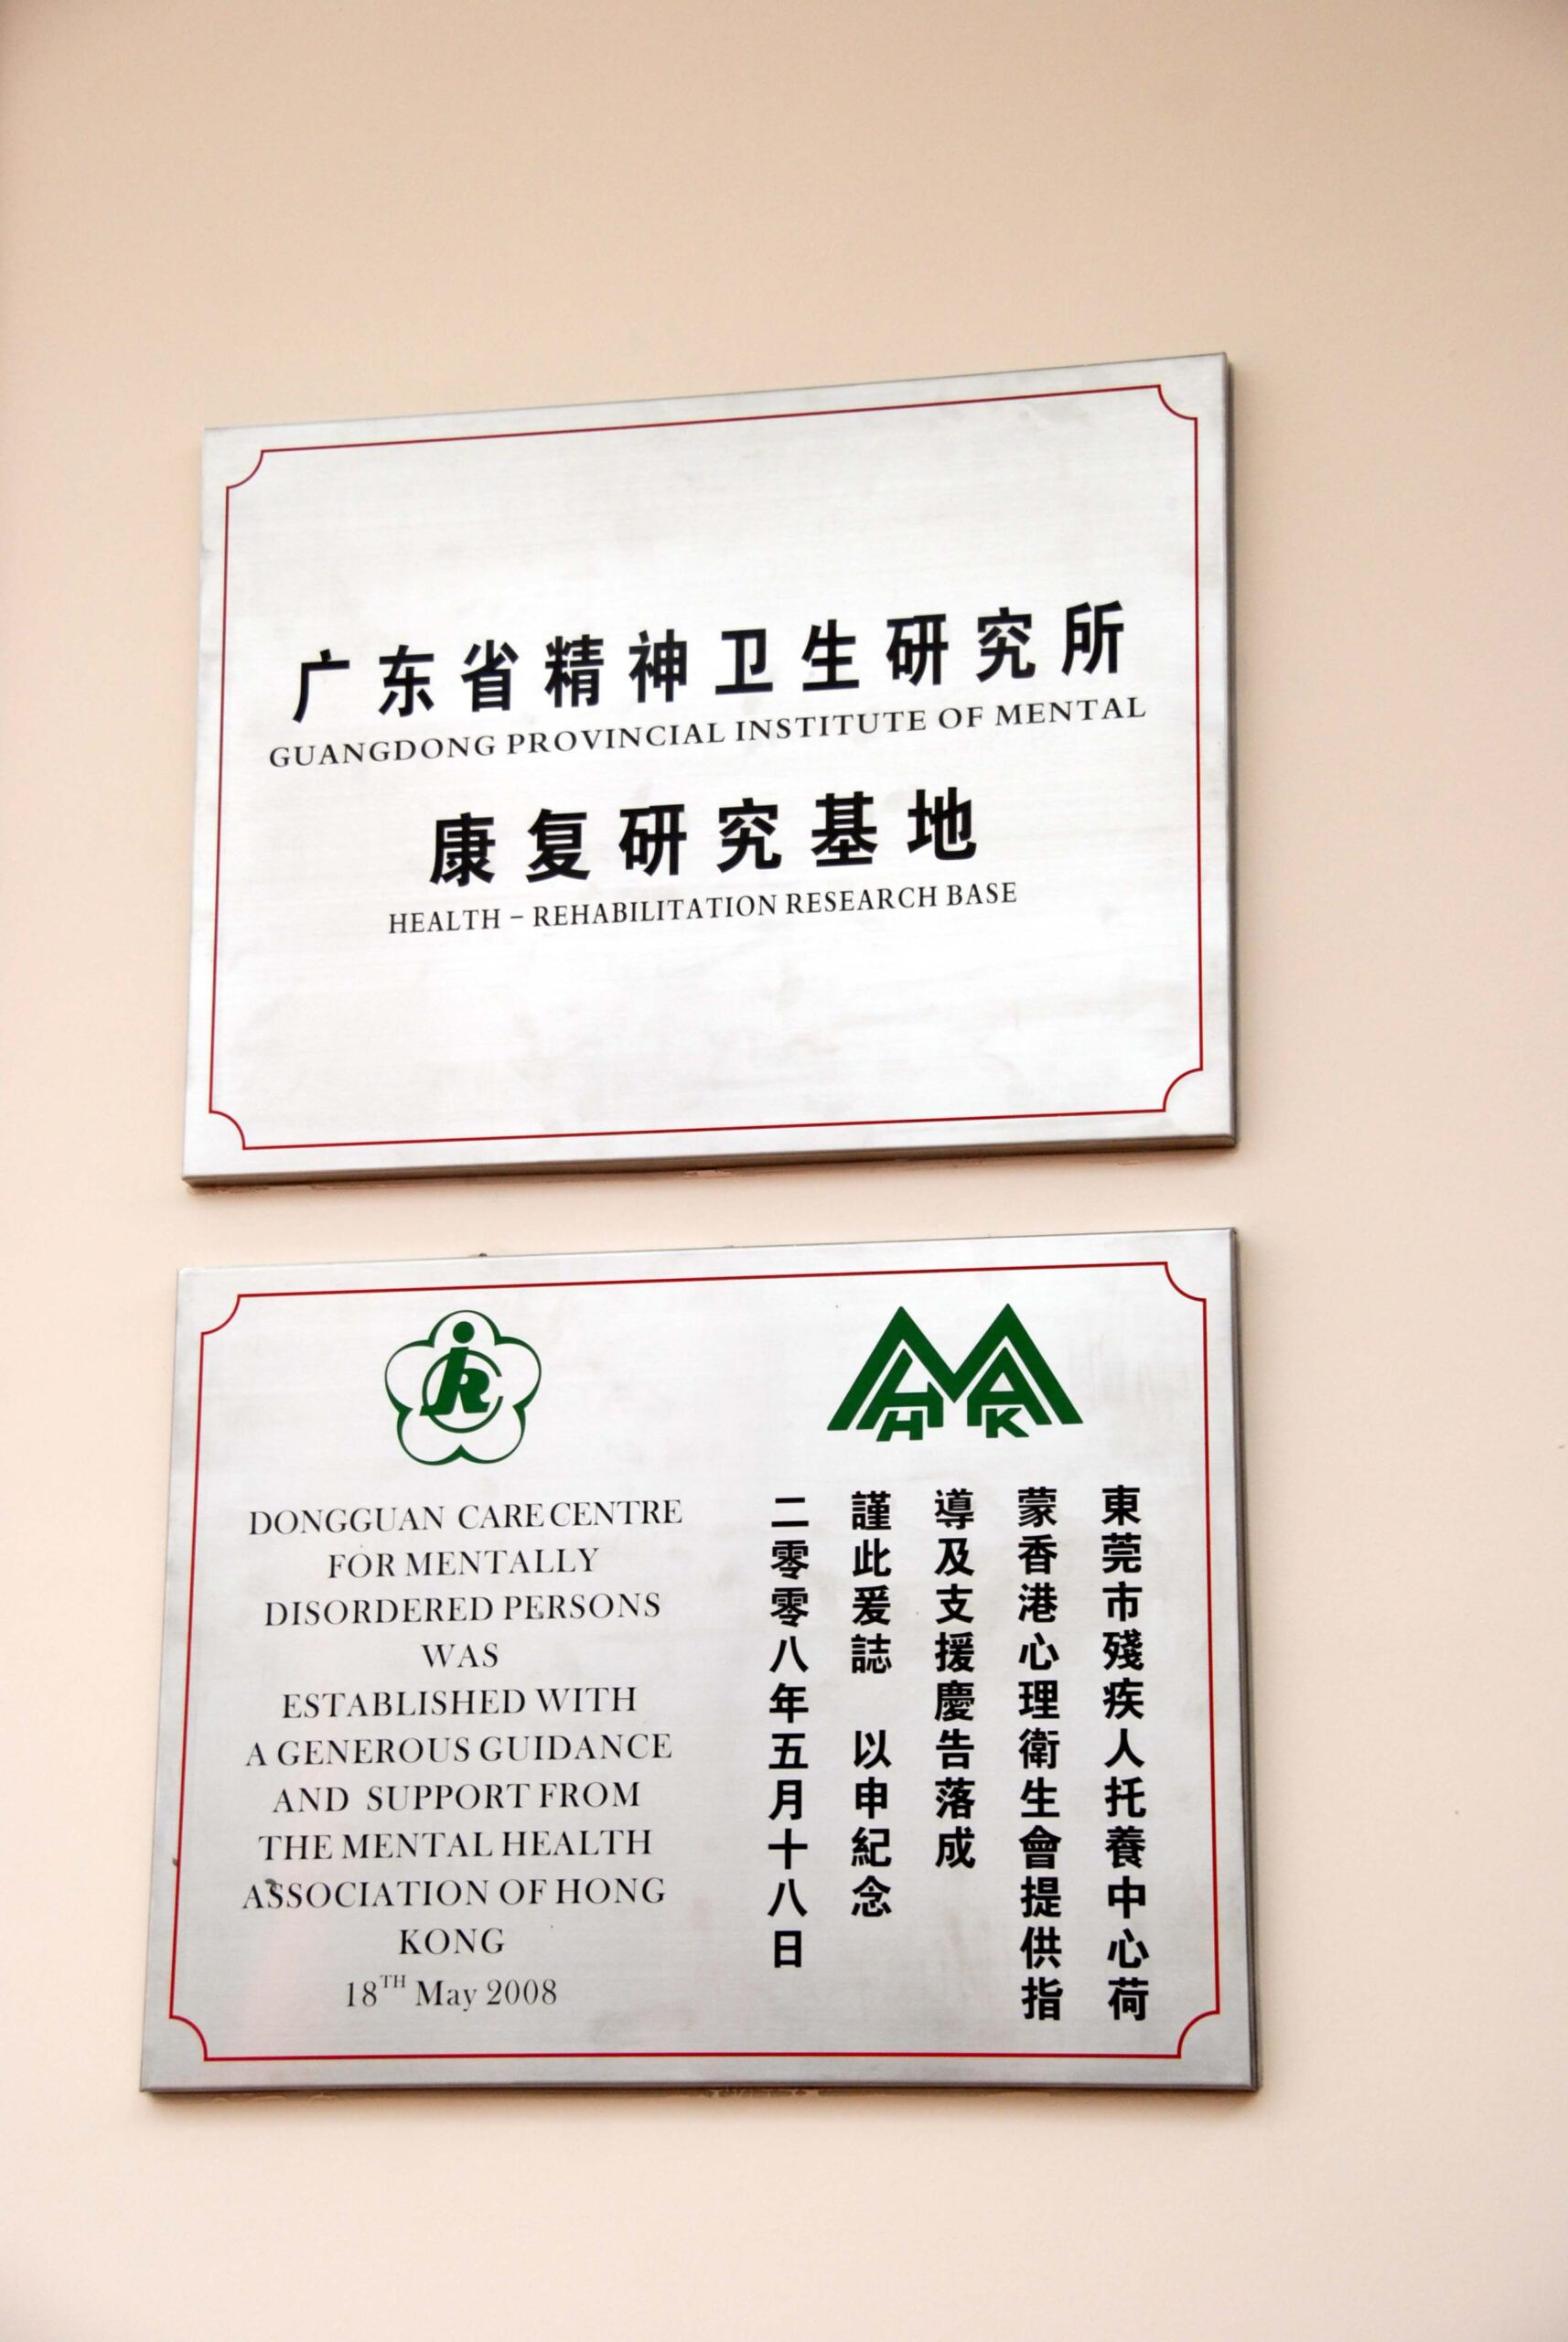 广东省精神卫生研究所
GUANGDONG PROVINCIAL INSTITUTE OF MENTAL
康复研究基地
HEALTH – REHABILITATION RESEARCH BASE
DONGGUAN CARE CENTRE
FOR MENTALLY
DISORDERED PERSONS
WAS
ESTABLISHED WITH
A GENEROUS GUIDANCE
AND SUPPORT FROM
THE MENTAL HEALTH
ASSOCIATION OF HONG
KONG
18TH May 2008
MHAHK
東莞市殘疾人托養中心荷
蒙香港心理衛生會提供指
導及支援慶告落成
謹此爰誌 以申紀念
二零零八年五月十八日